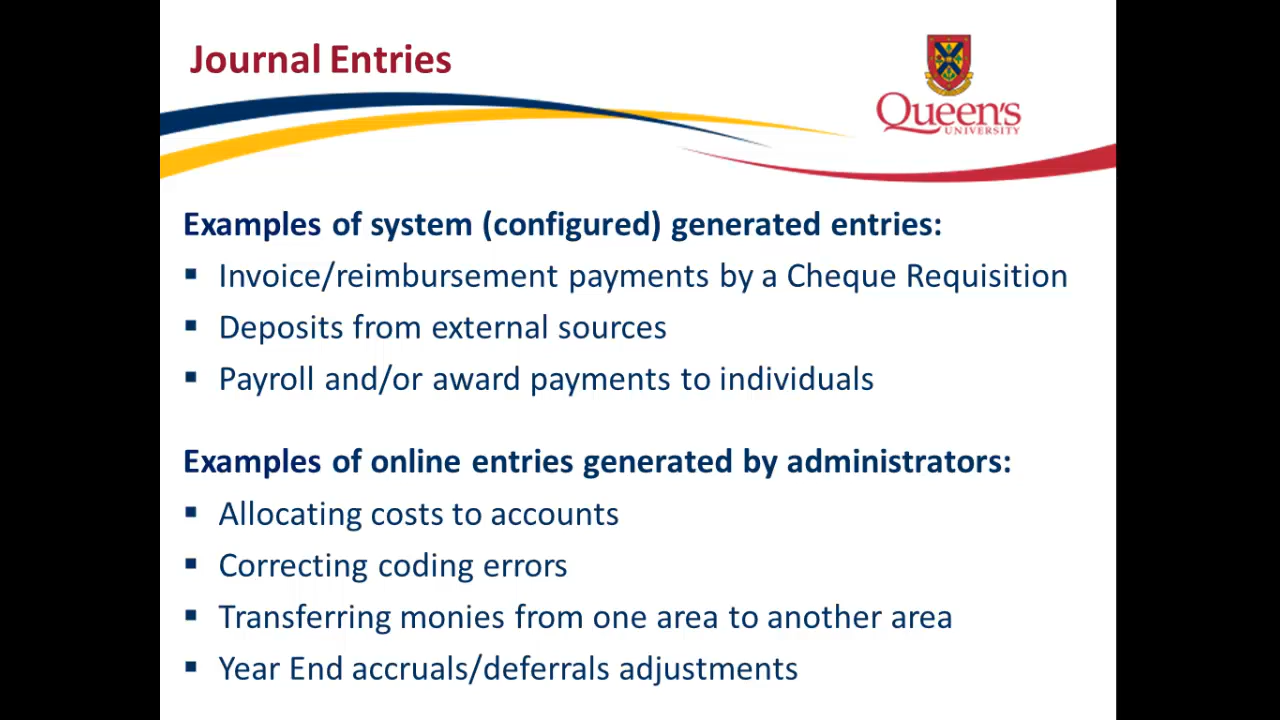 Journal Entries
Queen's
UNIVERSITY
Examples of system (configured) generated entries:
▪ Invoice/reimbursement payments by a Cheque Requisition
▪ Deposits from external sources
▪ Payroll and/or award payments to individuals
Examples of online entries generated by administrators:
▪ Allocating costs to accounts
▪ Correcting coding errors
▪ Transferring monies from one area to another area
▪ Year End accruals/deferrals adjustments